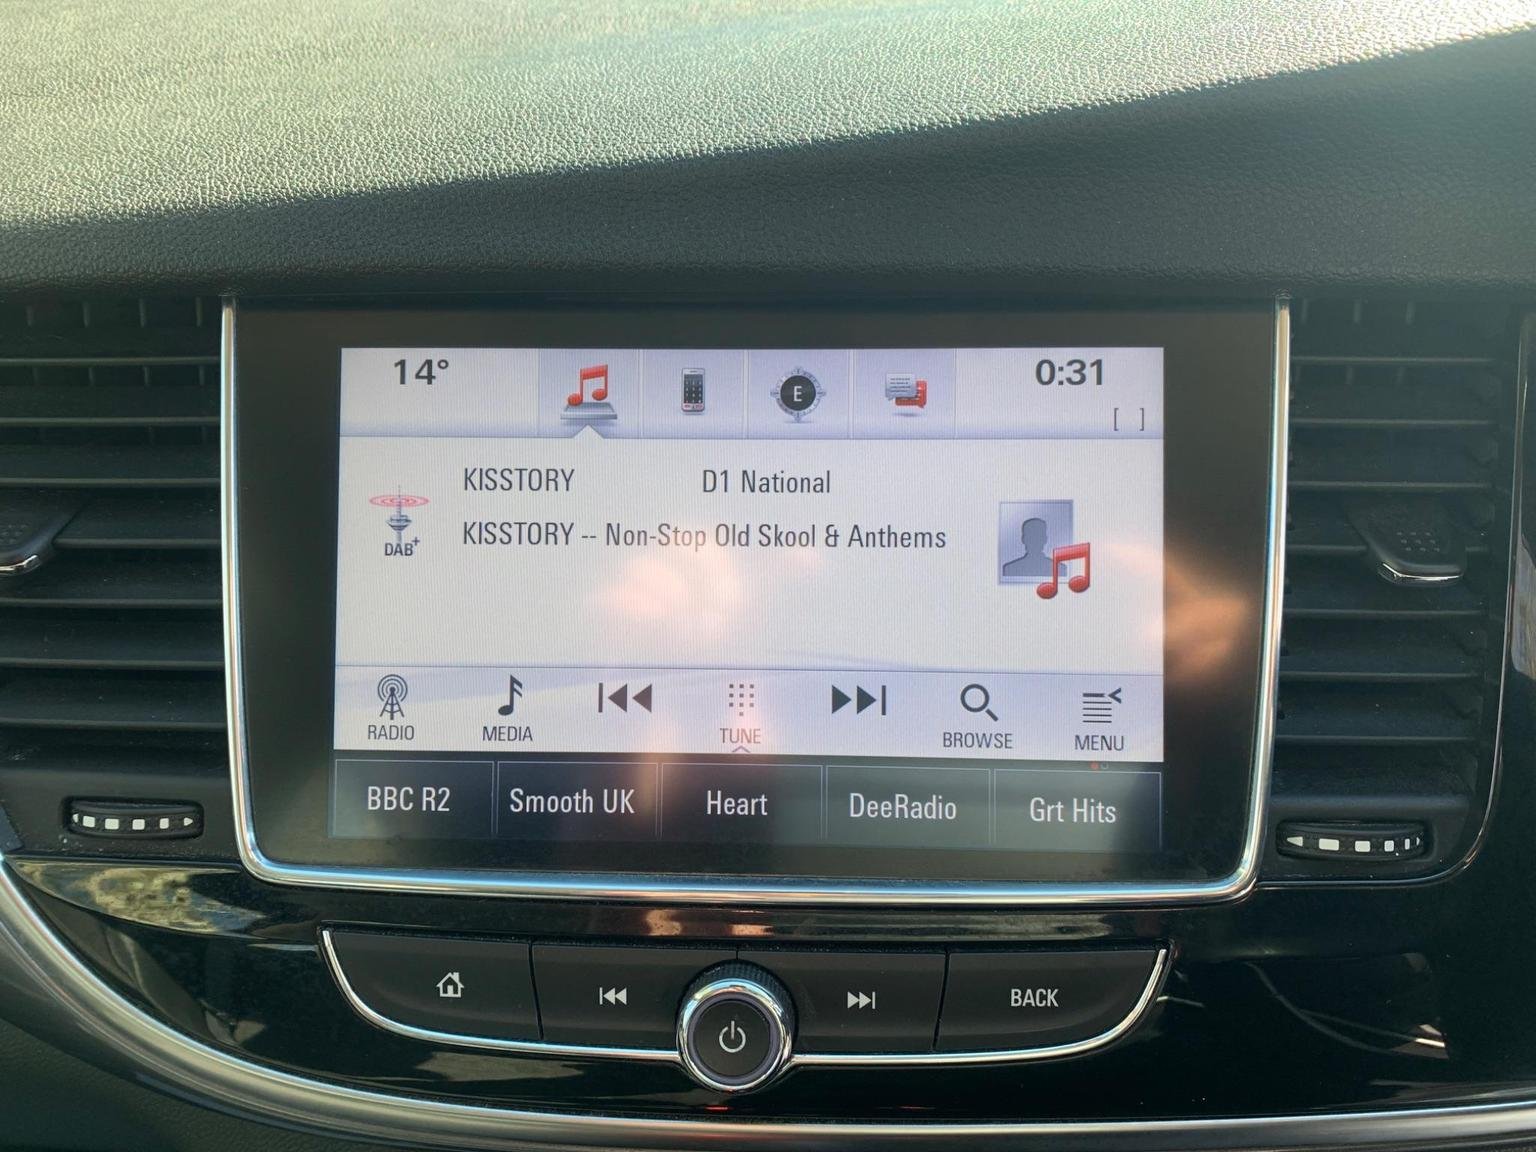 14°
E
0:31
[ ]
KISSTORY D1 National
DAB+
KISSTORY -- Non-Stop Old Skool & Anthems
RADIO MEDIA TUNE BROWSE MENU
BBC R2 Smooth UK Heart DeeRadio Grt Hits
BACK